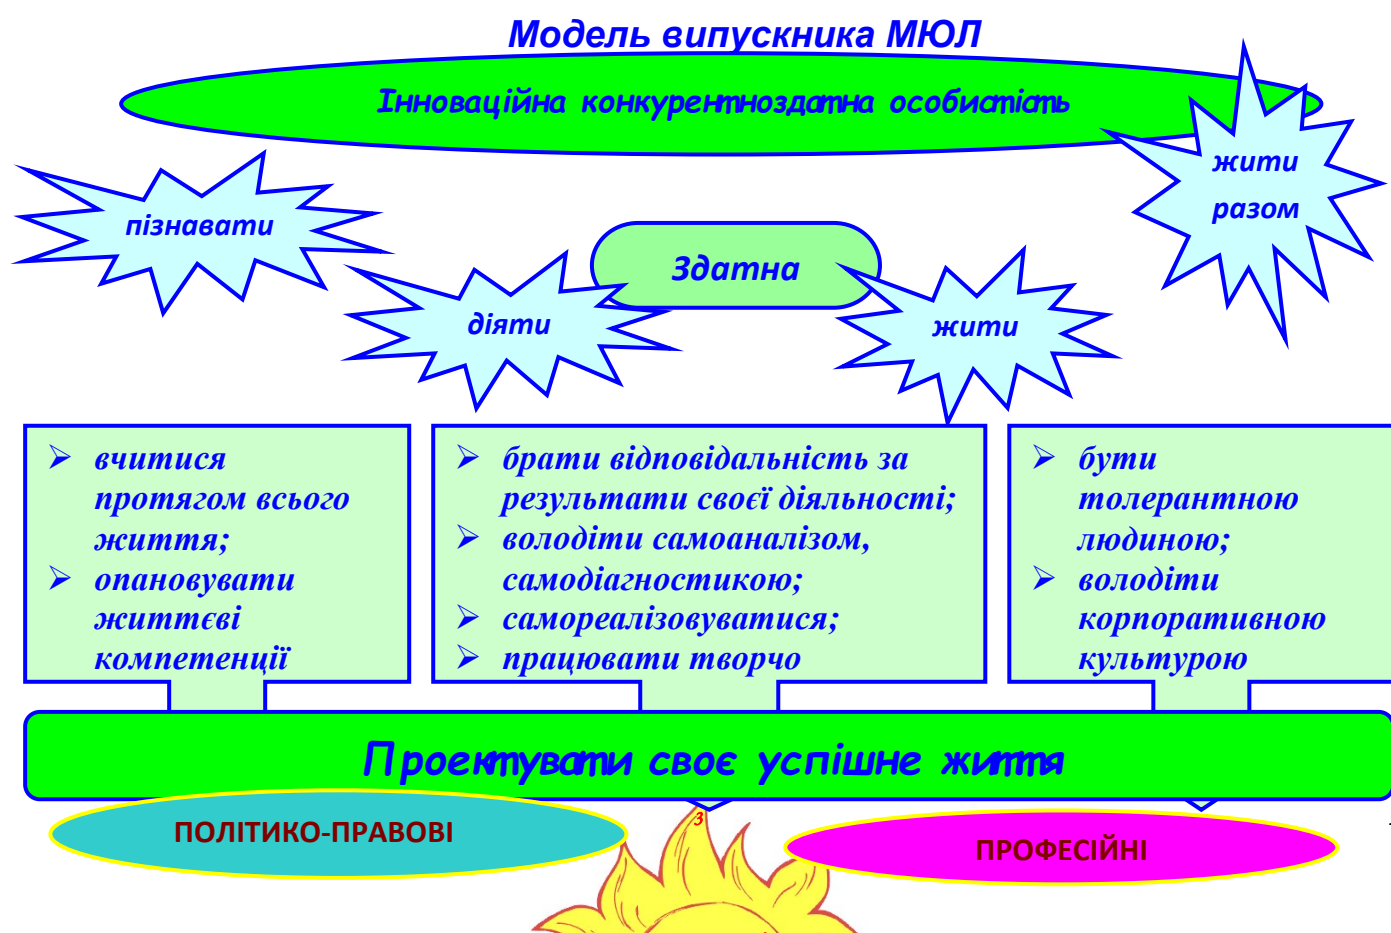 Модель випускника МЮЛ
Інноваційна конкурентноздатна особистість
жити
разом
пізнавати
Здатна
діяти
жити
➢ вчитися
протягом всього
життя;
➢ опановувати
життєві
компетенції
➢ брати відповідальність за
результати своєї діяльності;
➢ володіти самоаналізом,
самодіагностикою;
➢ самореалізовуватися;
➢ працювати творчо
➢ бути
толерантною
людиною;
➢ володіти
корпоративною
культурою
Проектувати своє успішне життя
ПОЛІТИКО-ПРАВОВІ
З
ПРОФЕСІЙНІ